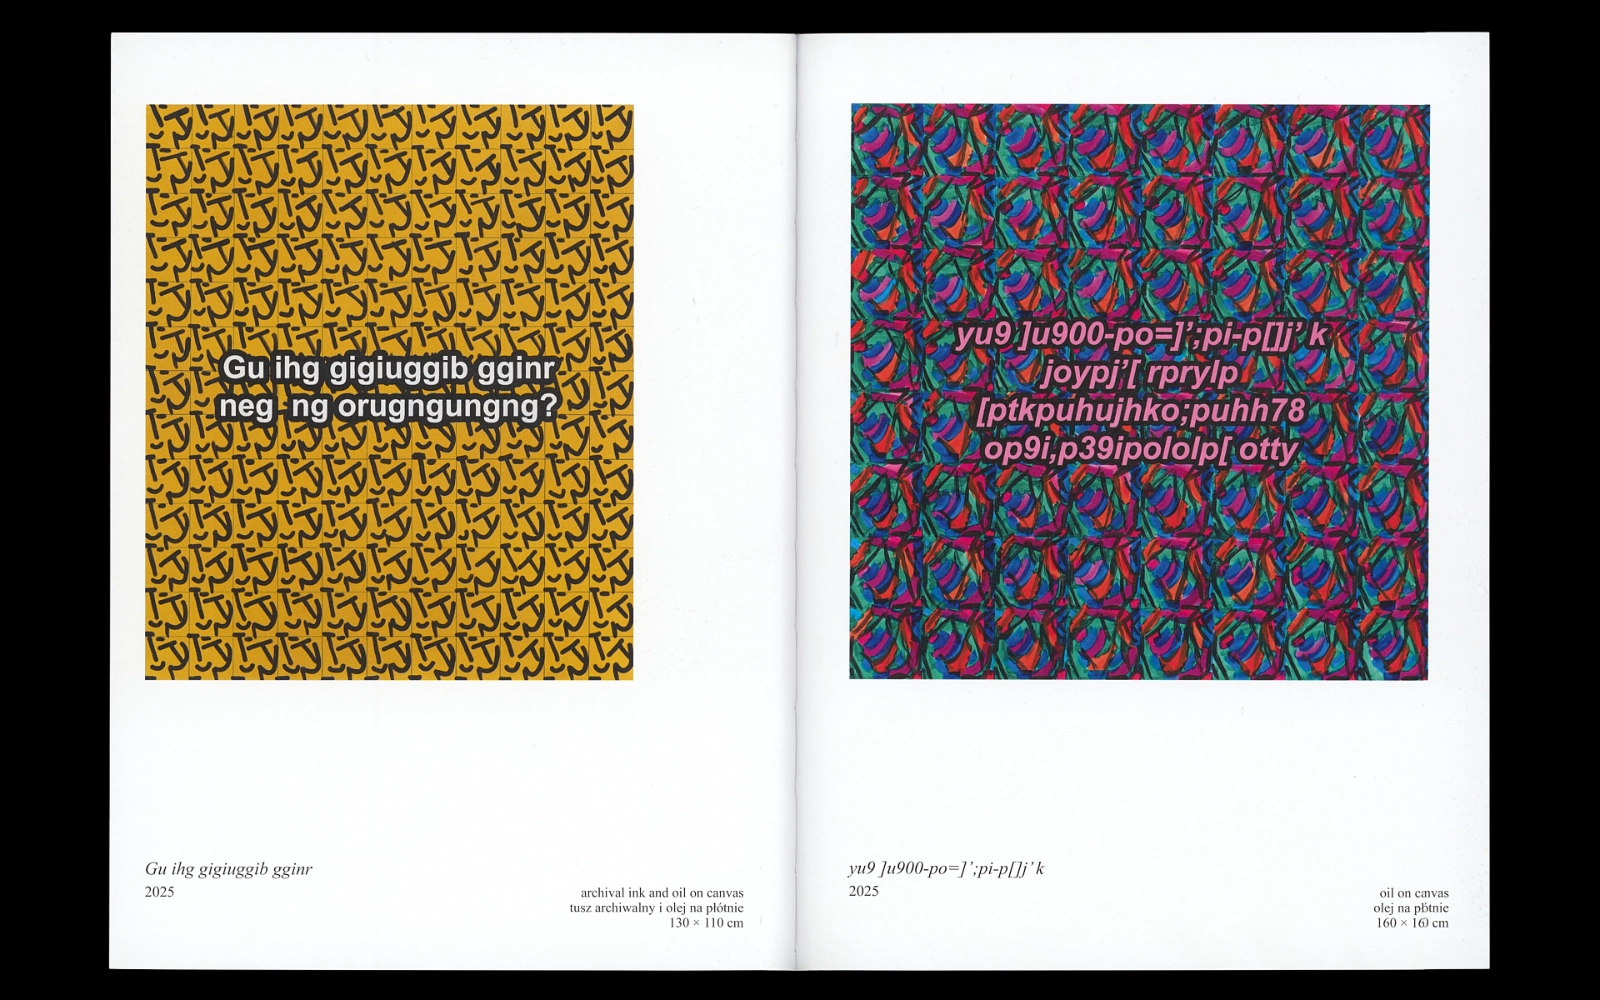 Gu ihg gigiuggib gginr
neg  ng orugngungng?
Gu ihg gigiuggib gginr
2025
archival ink and oil on canvas
tusz archiwalny i olej na płótnie
130 × 110 cm
yu9 ]u900-po=]’;pi-p[]j’ k
joypj’[ rprylp
[ptkpuhujhko;puhh78
op9i,p39ipololp[ otty
yu9 ]u900-po=]’;pi-p[]j’ k
2025
oil on canvas
olej na płótnie
160 × 160 cm